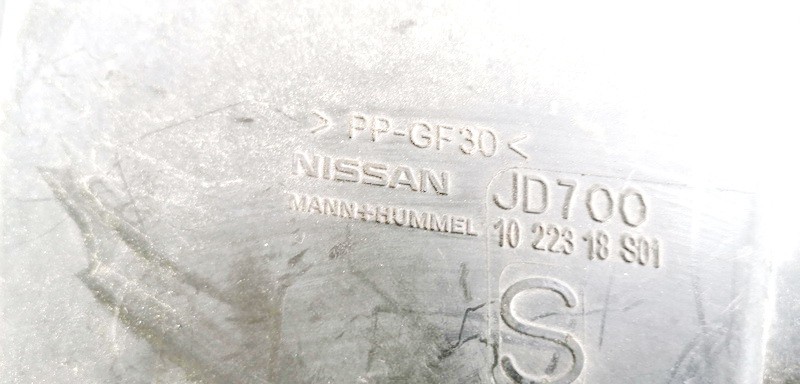 > PP-GF30 <
NISSAN
MANN+HUMMEL
JD700
10 223 18 S01
S